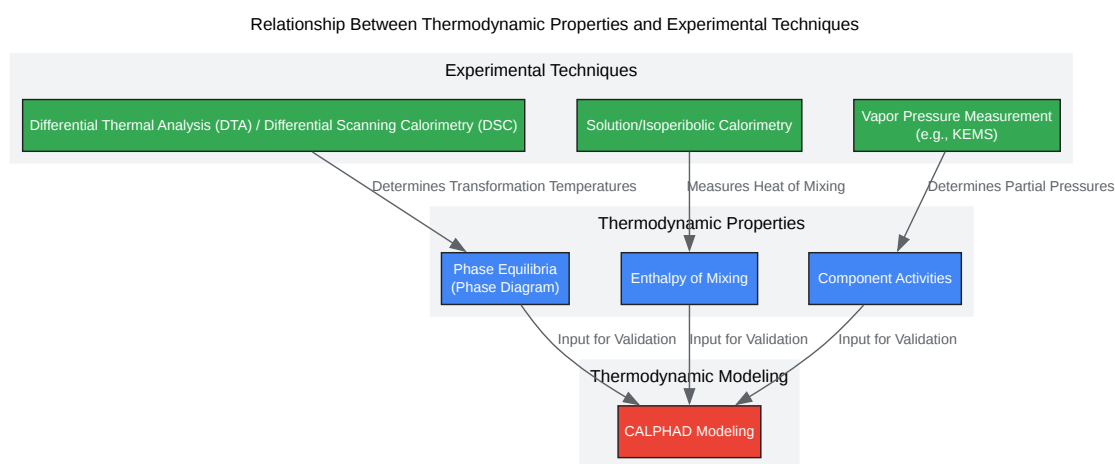 Relationship Between Thermodynamic Properties and Experimental Techniques
Experimental Techniques
Differential Thermal Analysis (DTA) / Differential Scanning Calorimetry (DSC)
Solution/Isoperibolic Calorimetry
Vapor Pressure Measurement
(e.g., KEMS)
Determines Transformation Temperatures
Measures Heat of Mixing
Determines Partial Pressures
Thermodynamic Properties
Phase Equilibria
(Phase Diagram)
Enthalpy of Mixing
Component Activities
Input for Validation
Input for Validation
Input for Validation
Thermodynamic Modeling
CALPHAD Modeling